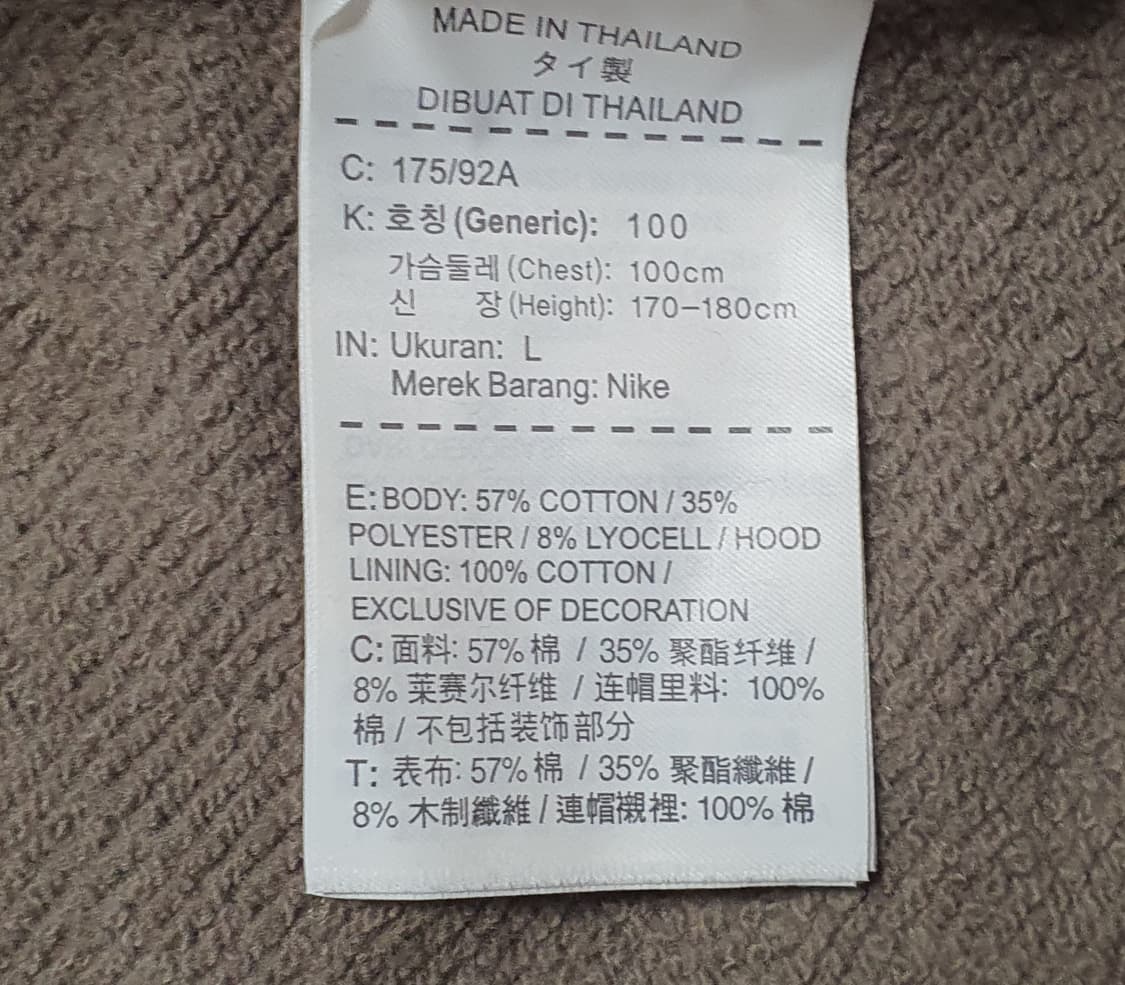 MADE IN THAILAND
タイ製
DIBUAT DI THAILAND
C: 175/92A
K: 호칭 (Generic): 100
가슴둘레 (Chest): 100cm
신 장 (Height): 170-180cm
IN: Ukuran: L
Merek Barang: Nike
E: BODY: 57% COTTON / 35%
POLYESTER / 8% LYOCELL / HOOD
LINING: 100% COTTON /
EXCLUSIVE OF DECORATION
C: 面料: 57% 棉 / 35% 聚酯纤维 /
8% 莱赛尔纤维 / 连帽里料: 100%
棉 / 不包括装饰部分
T: 表布: 57% 棉 / 35% 聚酯纖維 /
8% 木制纖維 / 連帽襯裡: 100% 棉